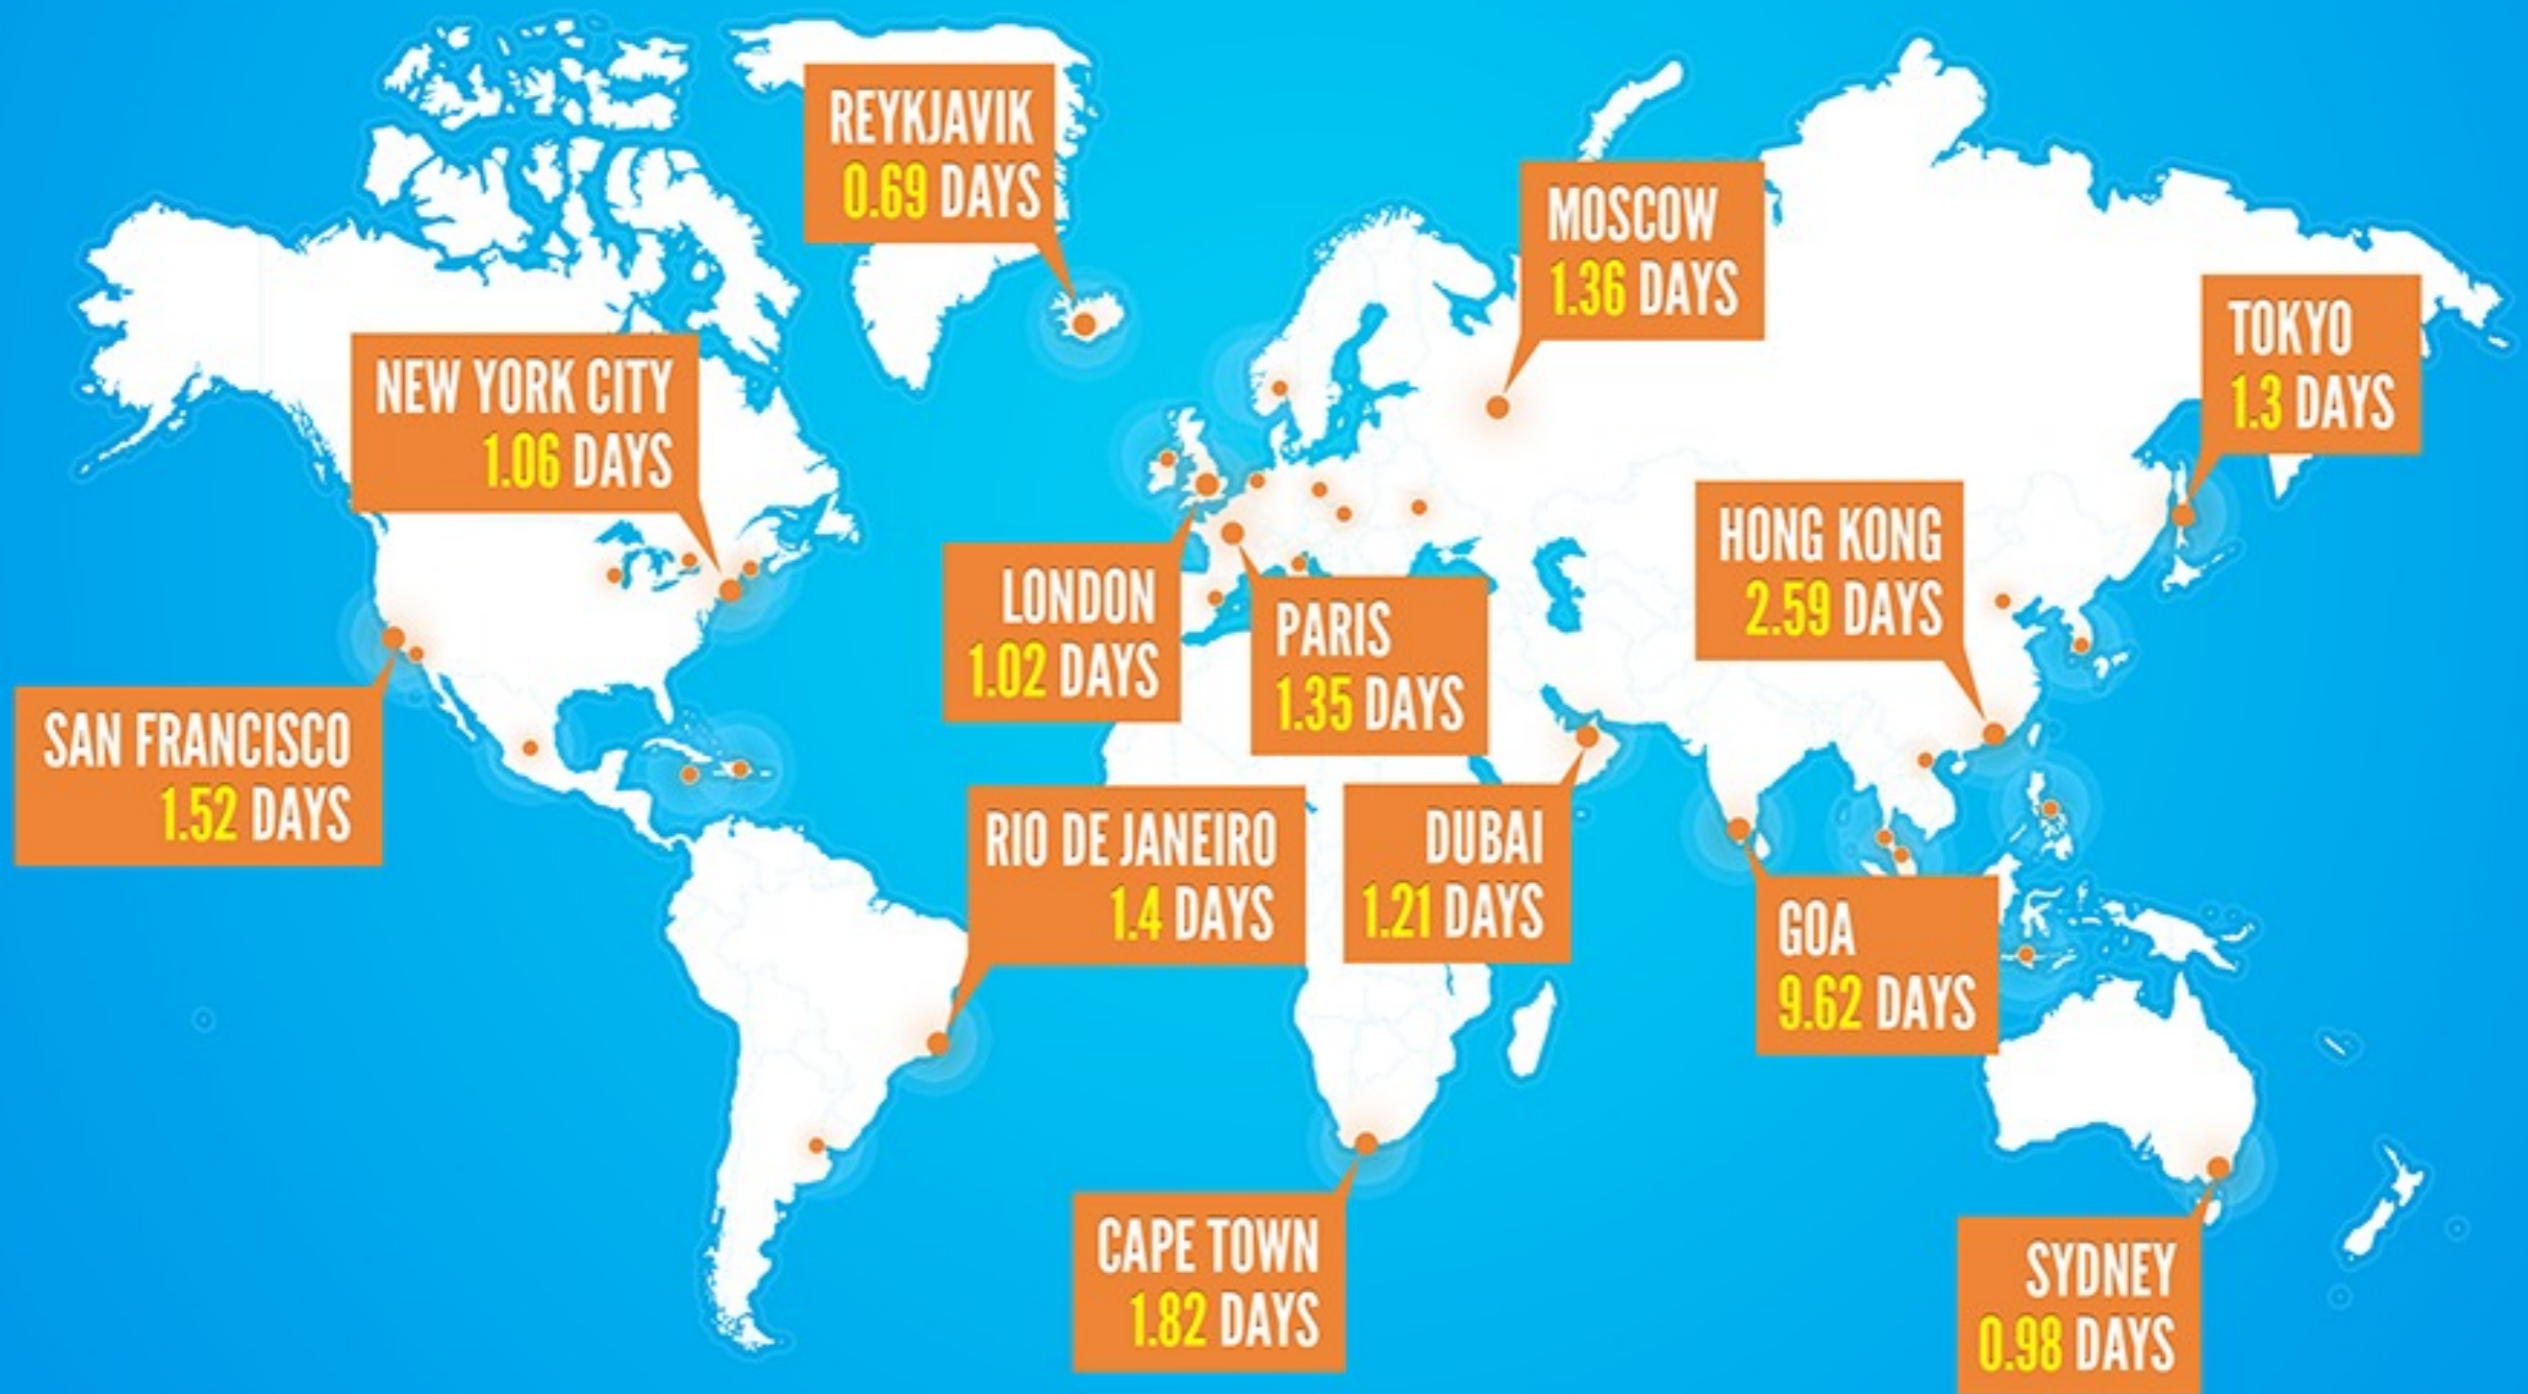 REYKJAVIK
0.69 DAYS
MOSCOW
1.36 DAYS
TOKYO
1.3 DAYS
NEW YORK CITY
1.06 DAYS
HONG KONG
2.59 DAYS
LONDON
1.02 DAYS
PARIS
1.35 DAYS
SAN FRANCISCO
1.52 DAYS
RIO DE JANEIRO
1.4 DAYS
DUBAI
1.21 DAYS
GOA
9.62 DAYS
CAPE TOWN
1.82 DAYS
SYDNEY
0.98 DAYS